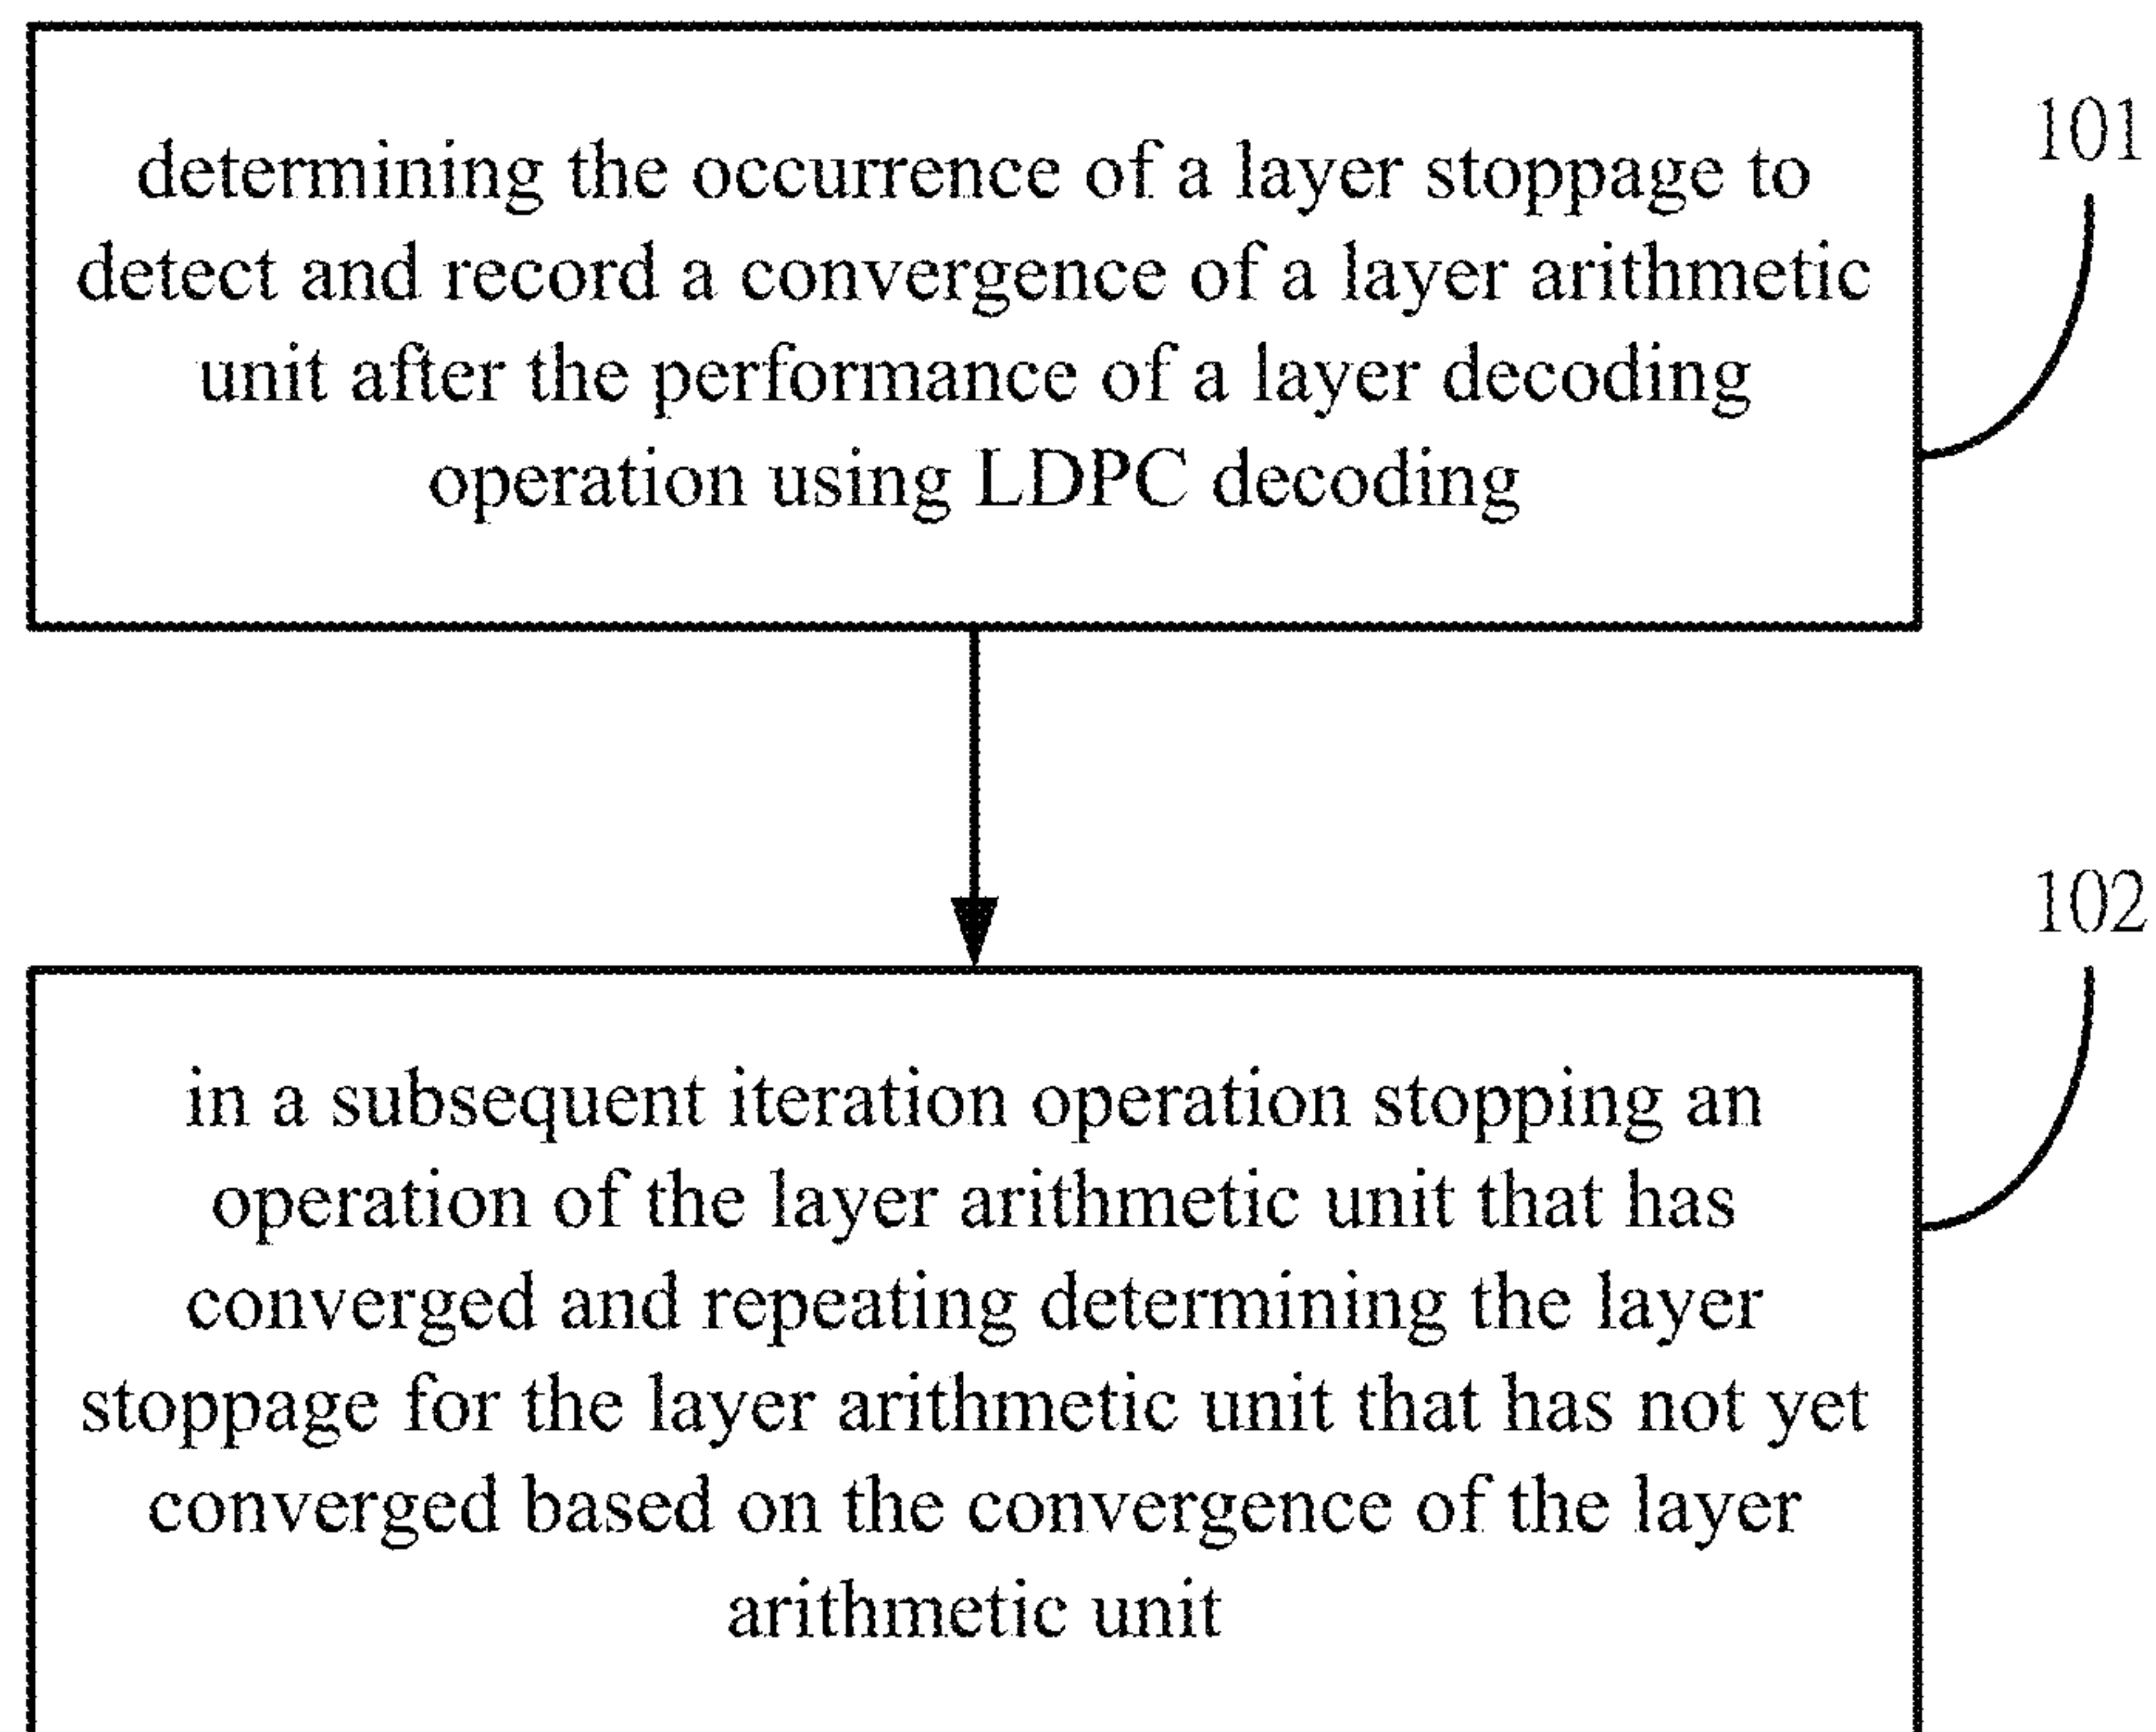 determining the occurrence of a layer stoppage to
detect and record a convergence of a layer arithmetic
unit after the performance of a layer decoding
operation using LDPC decoding
101
102
in a subsequent iteration operation stopping an
operation of the layer arithmetic unit that has
converged and repeating determining the layer
stoppage for the layer arithmetic unit that has not yet
converged based on the convergence of the layer
arithmetic unit